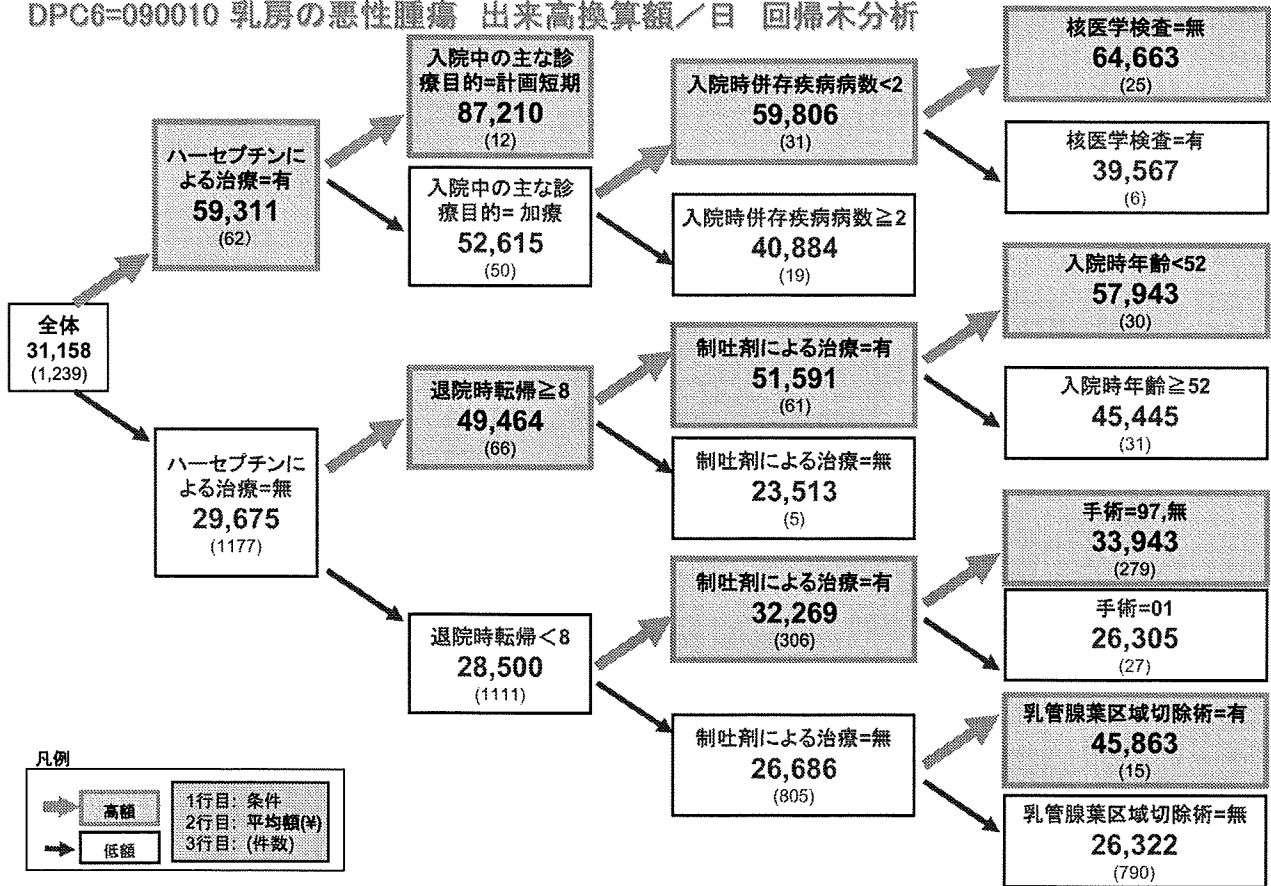 DPC6=090010 乳房の悪性腫瘍 出来高換算額／日 回帰木分析
全体
31,158
(1,239)
ハーセプチンに
よる治療=有
59,311
(62)
ハーセプチンに
よる治療=無
29,675
(1177)
入院中の主な診
療目的=計画短期
87,210
(12)
入院中の主な診
療目的= 加療
52,615
(50)
退院時転帰≧8
49,464
(66)
退院時転帰＜8
28,500
(1111)
入院時併存疾病病数<2
59,806
(31)
入院時併存疾病病数≧2
40,884
(19)
制吐剤による治療=有
51,591
(61)
制吐剤による治療=無
23,513
(5)
制吐剤による治療=有
32,269
(306)
制吐剤による治療=無
26,686
(805)
核医学検査=無
64,663
(25)
核医学検査=有
39,567
(6)
入院時年齢<52
57,943
(30)
入院時年齢≧52
45,445
(31)
手術=97,無
33,943
(279)
手術=01
26,305
(27)
乳管腺葉区域切除術=有
45,863
(15)
乳管腺葉区域切除術=無
26,322
(790)
凡例
高額
低額
1行目: 条件
2行目: 平均額(¥)
3行目: (件数)